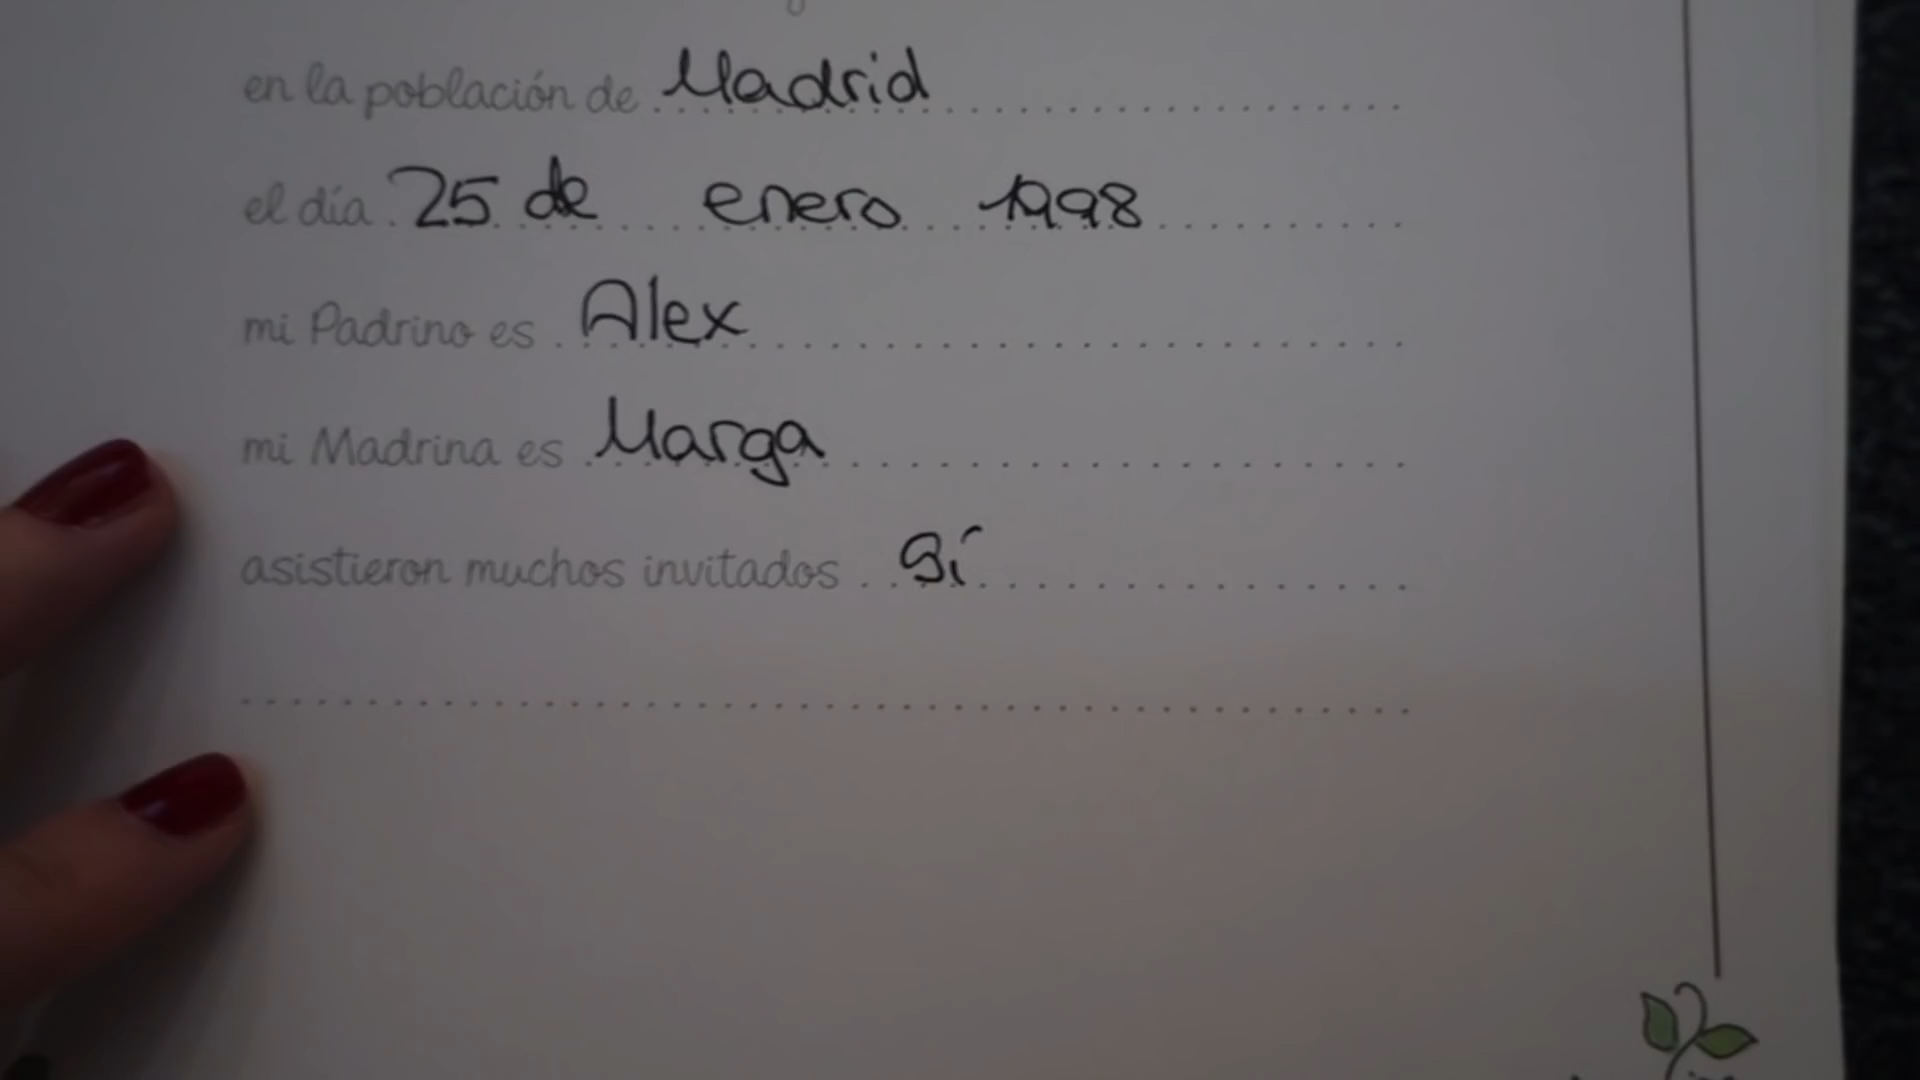 en la población de Madrid
el día 25 de enero 1998
mi Padrino es Alex
mi Madrina es Marga
asistieron muchos invitados Sí